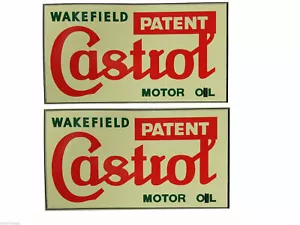 WAKEFIELD PATENT
Castrol
MOTOR OIL
WAKEFIELD PATENT
Castrol
MOTOR OIL